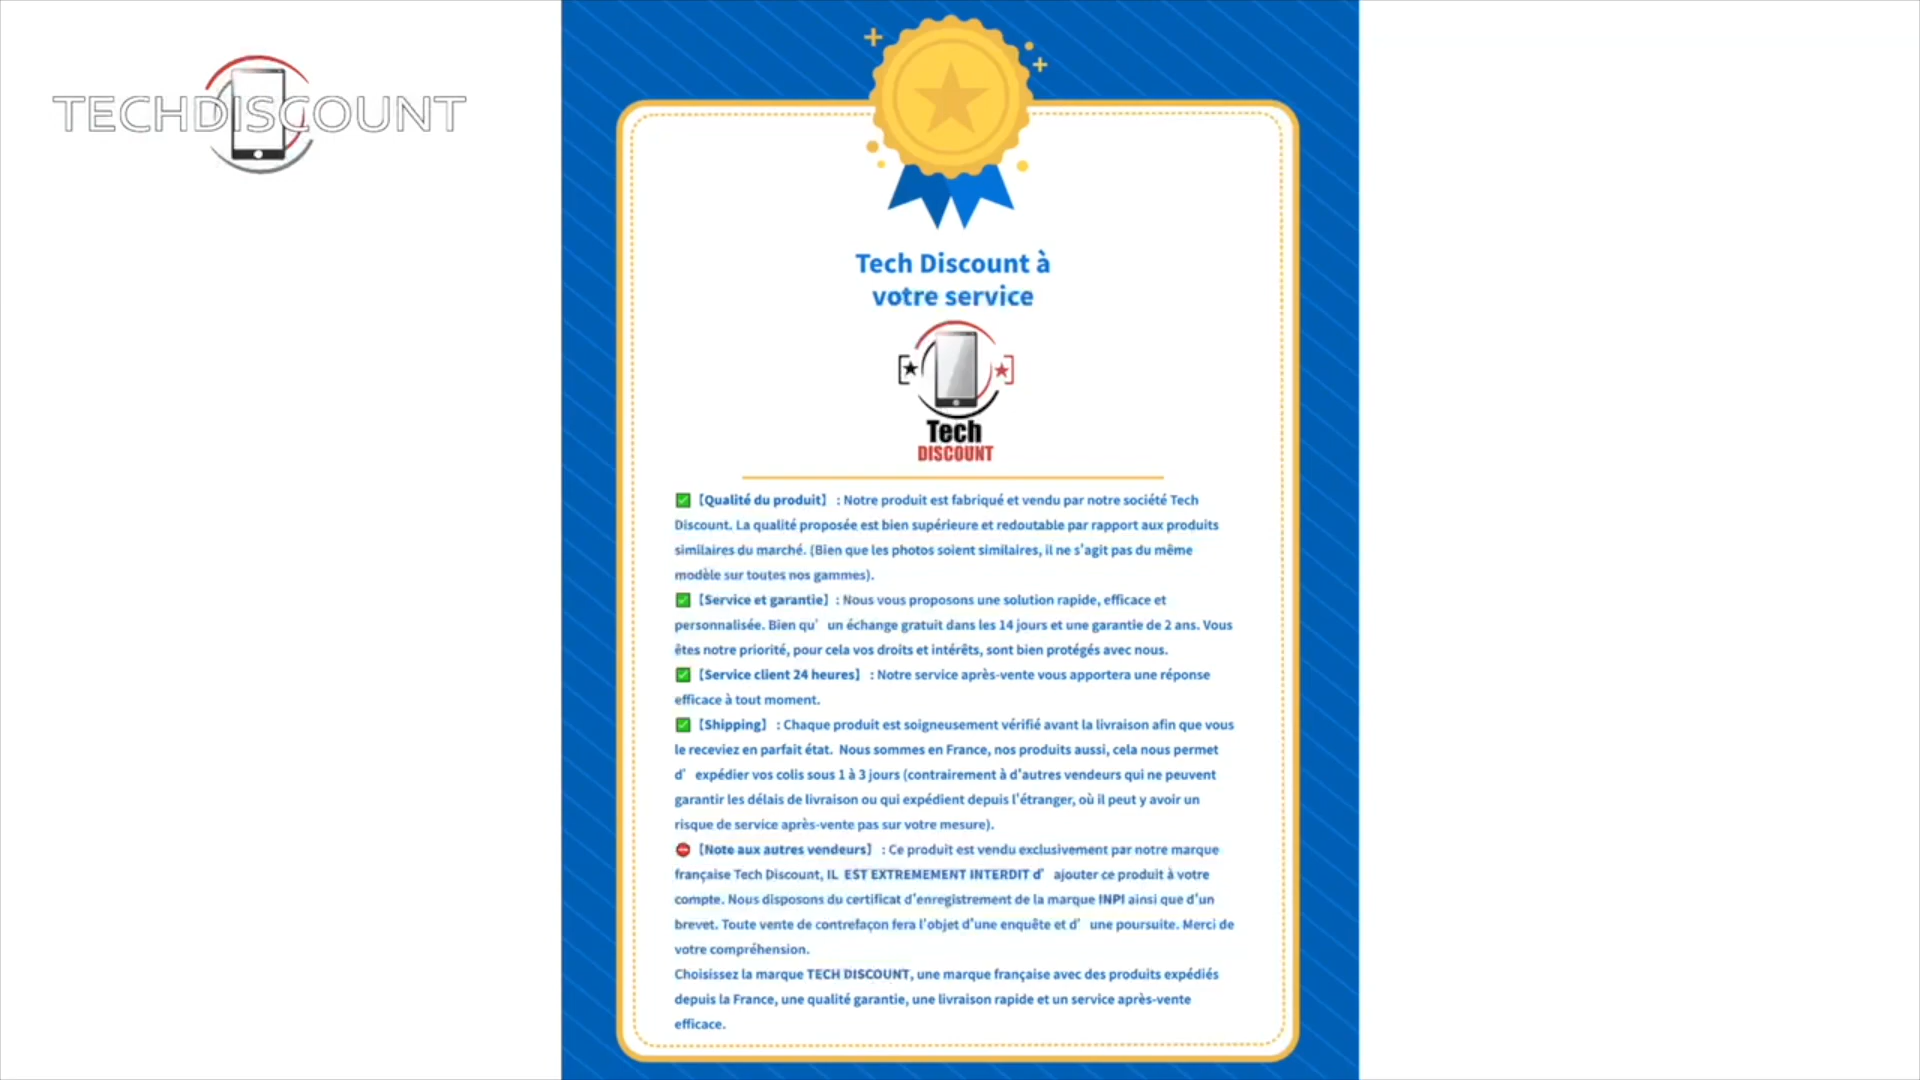 TECHDISCOUNT
Tech Discount à
votre service
Tech
DISCOUNT
✅【Qualité du produit】 : Notre produit est fabriqué et vendu par notre société Tech
Discount. La qualité proposée est bien supérieure et redoutable par rapport aux produits
similaires du marché. (Bien que les photos soient similaires, il ne s'agit pas du même
modèle sur toutes nos gammes).
✅【Service et garantie】: Nous vous proposons une solution rapide, efficace et
personnalisée. Bien qu’ un échange gratuit dans les 14 jours et une garantie de 2 ans. Vous
êtes notre priorité, pour cela vos droits et intérêts, sont bien protégés avec nous.
✅【Service client 24 heures】 : Notre service après-vente vous apportera une réponse
efficace à tout moment.
✅【Shipping】 : Chaque produit est soigneusement vérifié avant la livraison afin que vous
le receviez en parfait état. Nous sommes en France, nos produits aussi, cela nous permet
d’ expédier vos colis sous 1 à 3 jours (contrairement à d'autres vendeurs qui ne peuvent
garantir les délais de livraison ou qui expédient depuis l'étranger, où il peut y avoir un
risque de service après-vente pas sur votre mesure).
⛔【Note aux autres vendeurs】 : Ce produit est vendu exclusivement par notre marque
française Tech Discount, IL EST EXTREMEMENT INTERDIT d’ ajouter ce produit à votre
compte. Nous disposons du certificat d'enregistrement de la marque INPI ainsi que d'un
brevet. Toute vente de contrefaçon fera l'objet d'une enquête et d’ une poursuite. Merci de
votre compréhension.
Choisissez la marque TECH DISCOUNT, une marque française avec des produits expédiés
depuis la France, une qualité garantie, une livraison rapide et un service après-vente
efficace.